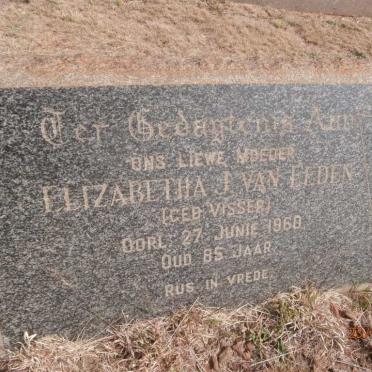 Ter Gedagtenis Aan
ONS LIEWE MOEDER
ELIZABETHA J. VAN EEDEN
(GEB. VISSER)
OORL. 27. JUNIE 1960
OUD 85 JAAR
RUS IN VREDE.